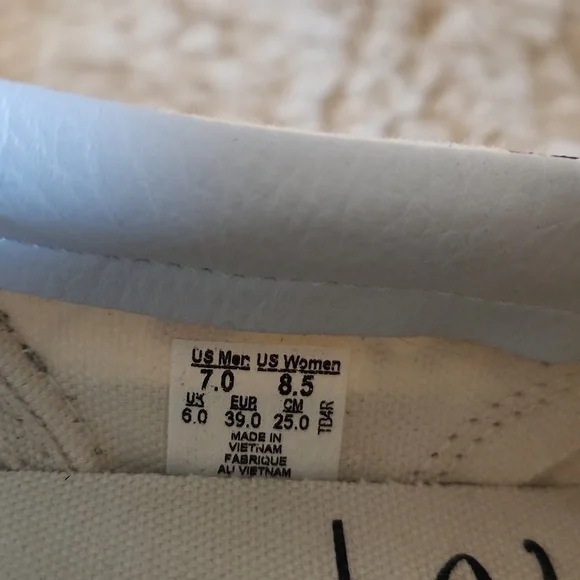 US Men US Women
7.0 8.5
UK EUR CM
6.0 39.0 25.0
TB4R
MADE IN
VIETNAM
FABRIQUE
AU VIETNAM